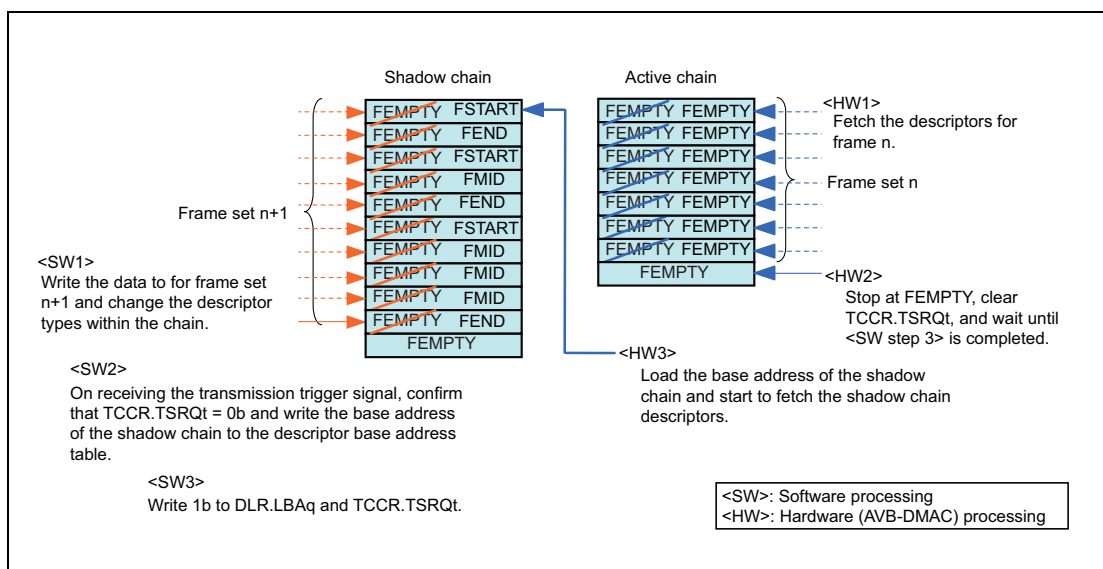 Shadow chain
Active chain
FEMPTY FSTART
FEMPTY FEND
FEMPTY FSTART
FEMPTY FMID
FEMPTY FEND
FEMPTY FSTART
FEMPTY FMID
FEMPTY FMID
FEMPTY FMID
FEMPTY FEND
FEMPTY
Frame set n+1
FEMPTY FEMPTY
FEMPTY FEMPTY
FEMPTY FEMPTY
FEMPTY FEMPTY
FEMPTY FEMPTY
FEMPTY FEMPTY
FEMPTY FEMPTY
FEMPTY
<HW1>
Fetch the descriptors for
frame n.
Frame set n
<SW1>
Write the data to for frame set
n+1 and change the descriptor
types within the chain.
<HW2>
Stop at FEMPTY, clear
TCCR.TSRQt, and wait until
<SW step 3> is completed.
<HW3>
Load the base address of the shadow
chain and start to fetch the shadow chain
descriptors.
<SW2>
On receiving the transmission trigger signal, confirm
that TCCR.TSRQt = 0b and write the base address
of the shadow chain to the descriptor base address
table.
<SW3>
Write 1b to DLR.LBAq and TCCR.TSRQt.
<SW>: Software processing
<HW>: Hardware (AVB-DMAC) processing